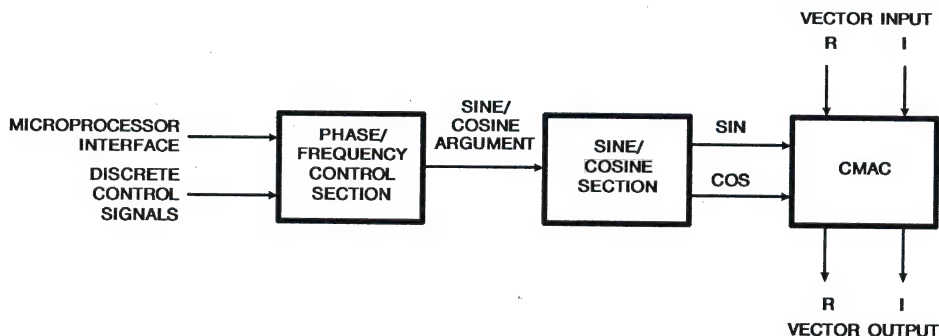 VECTOR INPUT
R I
MICROPROCESSOR
INTERFACE
DISCRETE
CONTROL
SIGNALS
PHASE/
FREQUENCY
CONTROL
SECTION
SINE/
COSINE
ARGUMENT
SINE/
COSINE
SECTION
SIN
COS
CMAC
R I
VECTOR OUTPUT